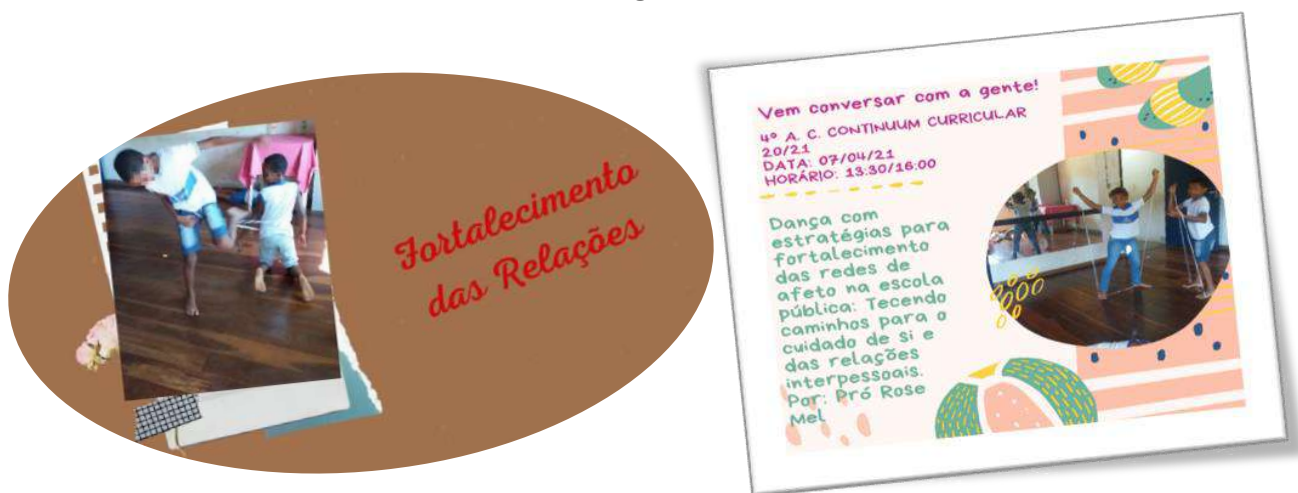 Fortalecimento
das Relações
Vem conversar com a gente!
4º A. C. CONTINUUM CURRICULAR
20/21
DATA: 07/04/21
HORÁRIO: 13:30/16:00
Dança com
estratégias para
fortalecimento
das redes de
afeto na escola
pública: Tecendo
caminhos para o
cuidado de si e
das relações
interpessoais.
Por: Pró Rose
Mel